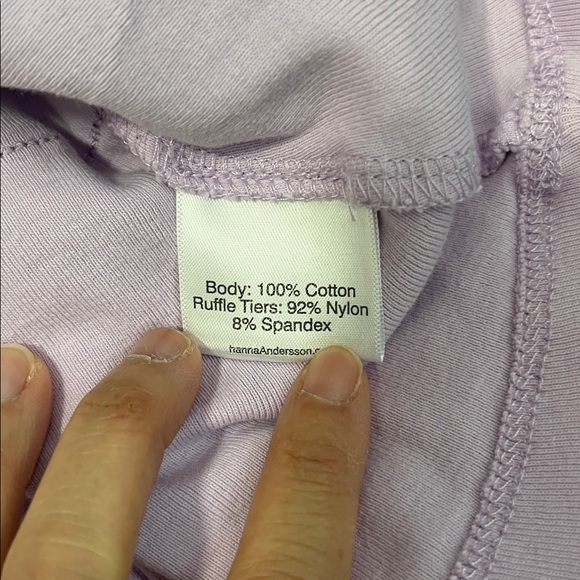 Body: 100% Cotton
Ruffle Tiers: 92% Nylon
8% Spandex
hannaAndersson.c